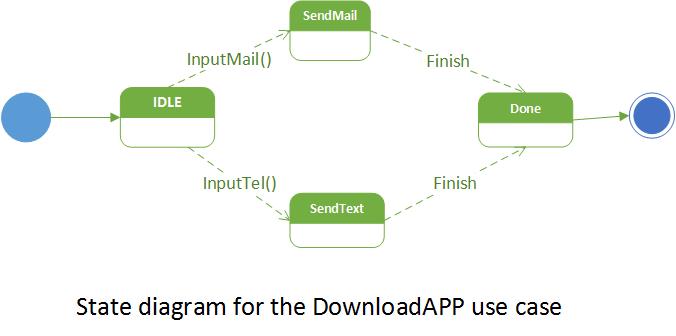 SendMail
InputMail()
Finish
IDLE
Done
InputTel()
Finish
SendText
State diagram for the DownloadAPP use case